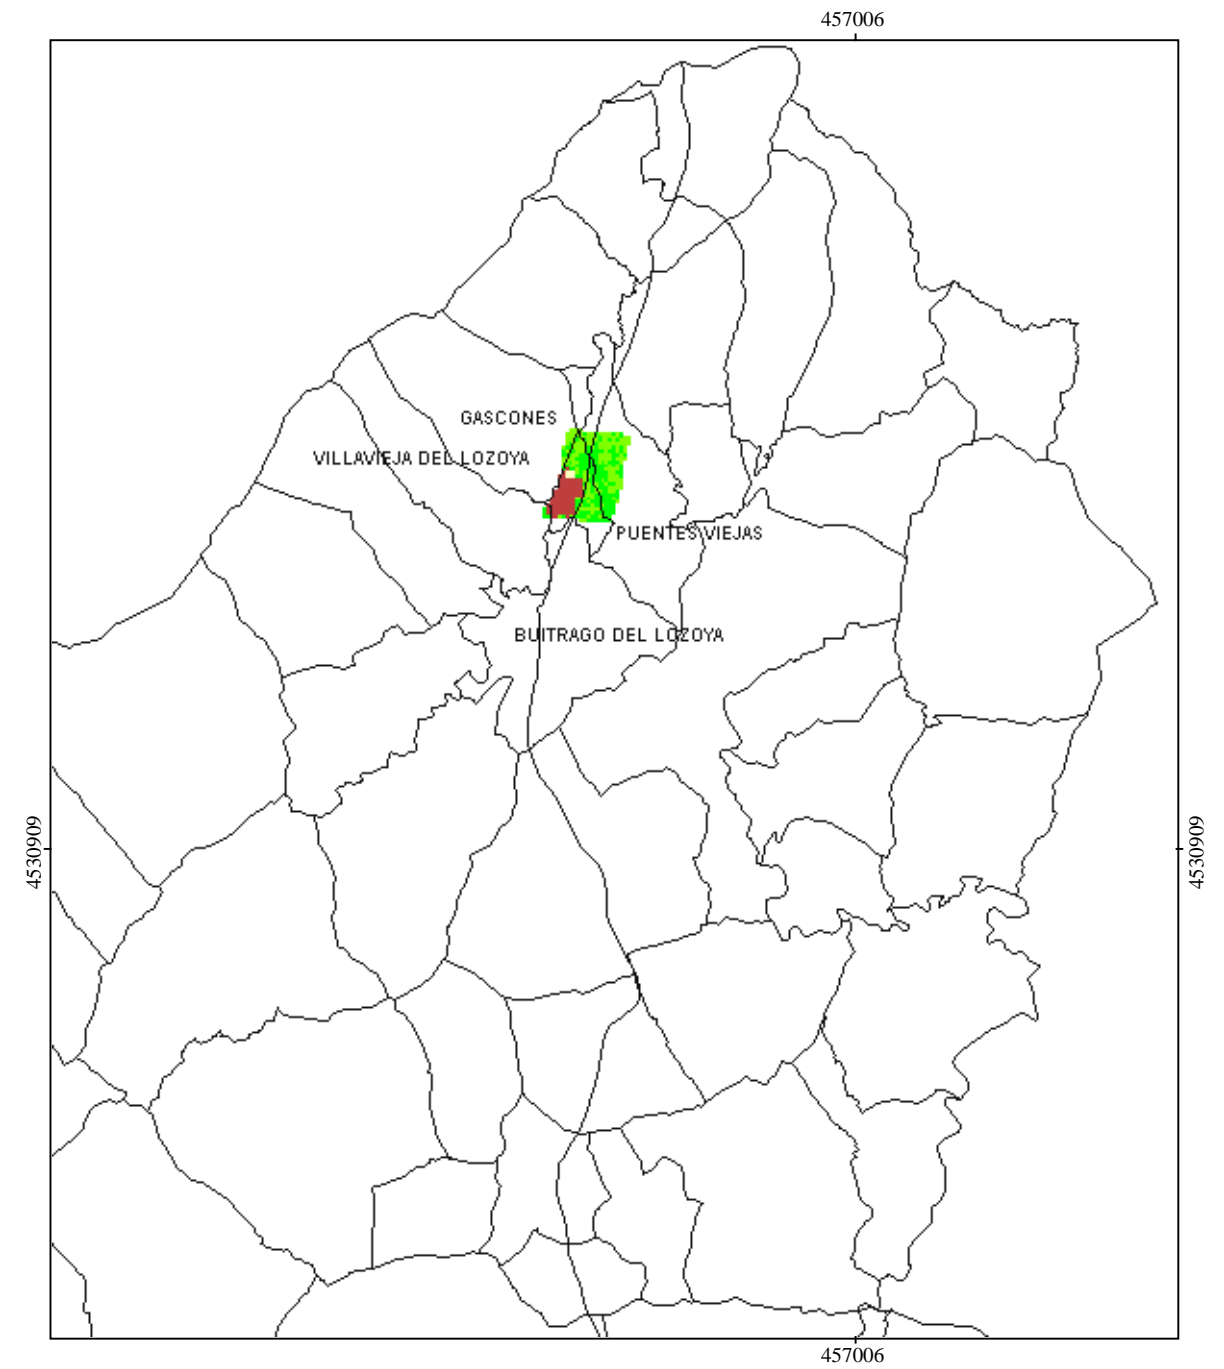 457006
GASCONES
VILLAVIEJA DEL LOZOYA
PUENTES VIEJAS
BUITRAGO DEL LOZOYA
4530909
4530909
457006